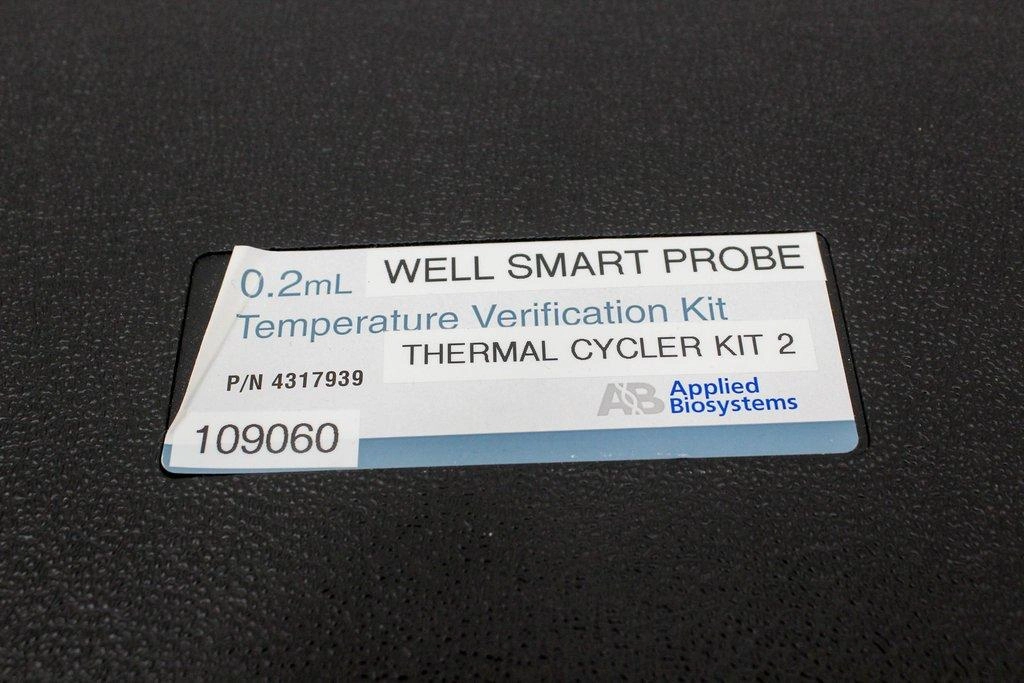 0.2mL WELL SMART PROBE
Temperature Verification Kit
THERMAL CYCLER KIT 2
P/N 4317939
AB Applied
Biosystems
109060